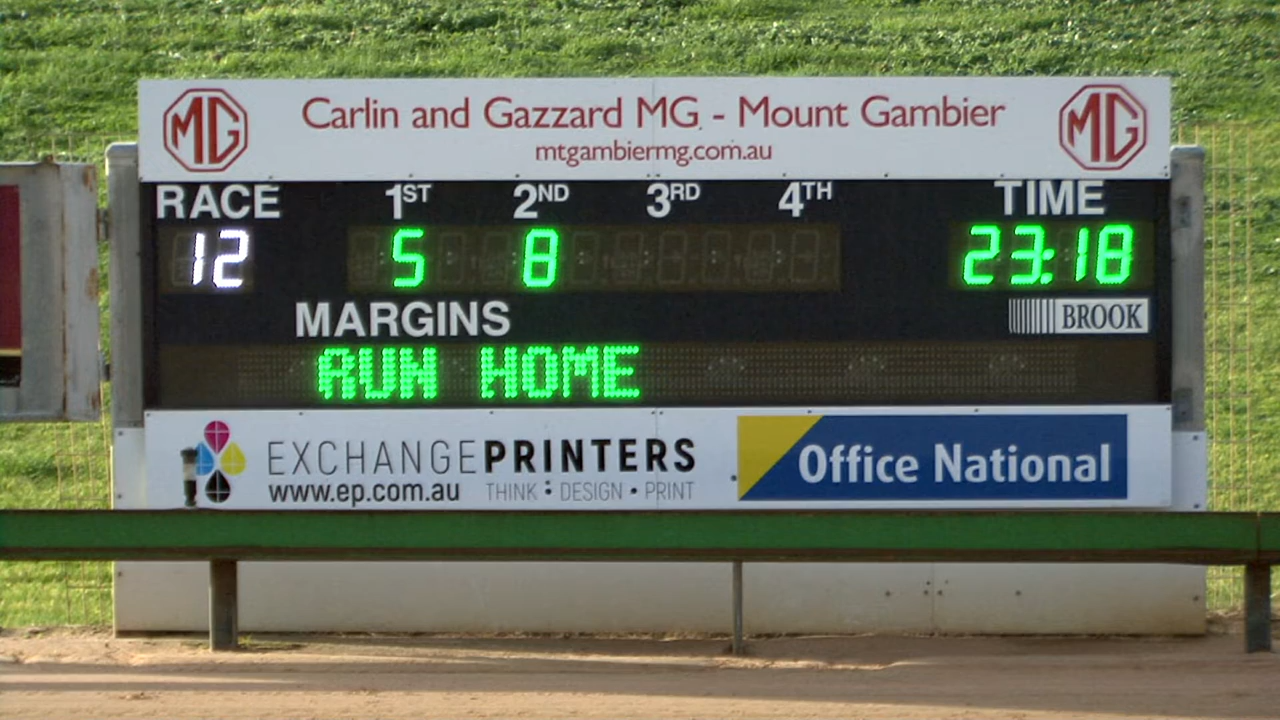 MG Carlin and Gazzard MG - Mount Gambier MG
mtgambiermg.com.au
RACE 1ST 2ND 3RD 4TH TIME
12 5 8 23:18
MARGINS BROOK
RUN HOME
EXCHANGEPRINTERS Office National
www.ep.com.au THINK : DESIGN • PRINT